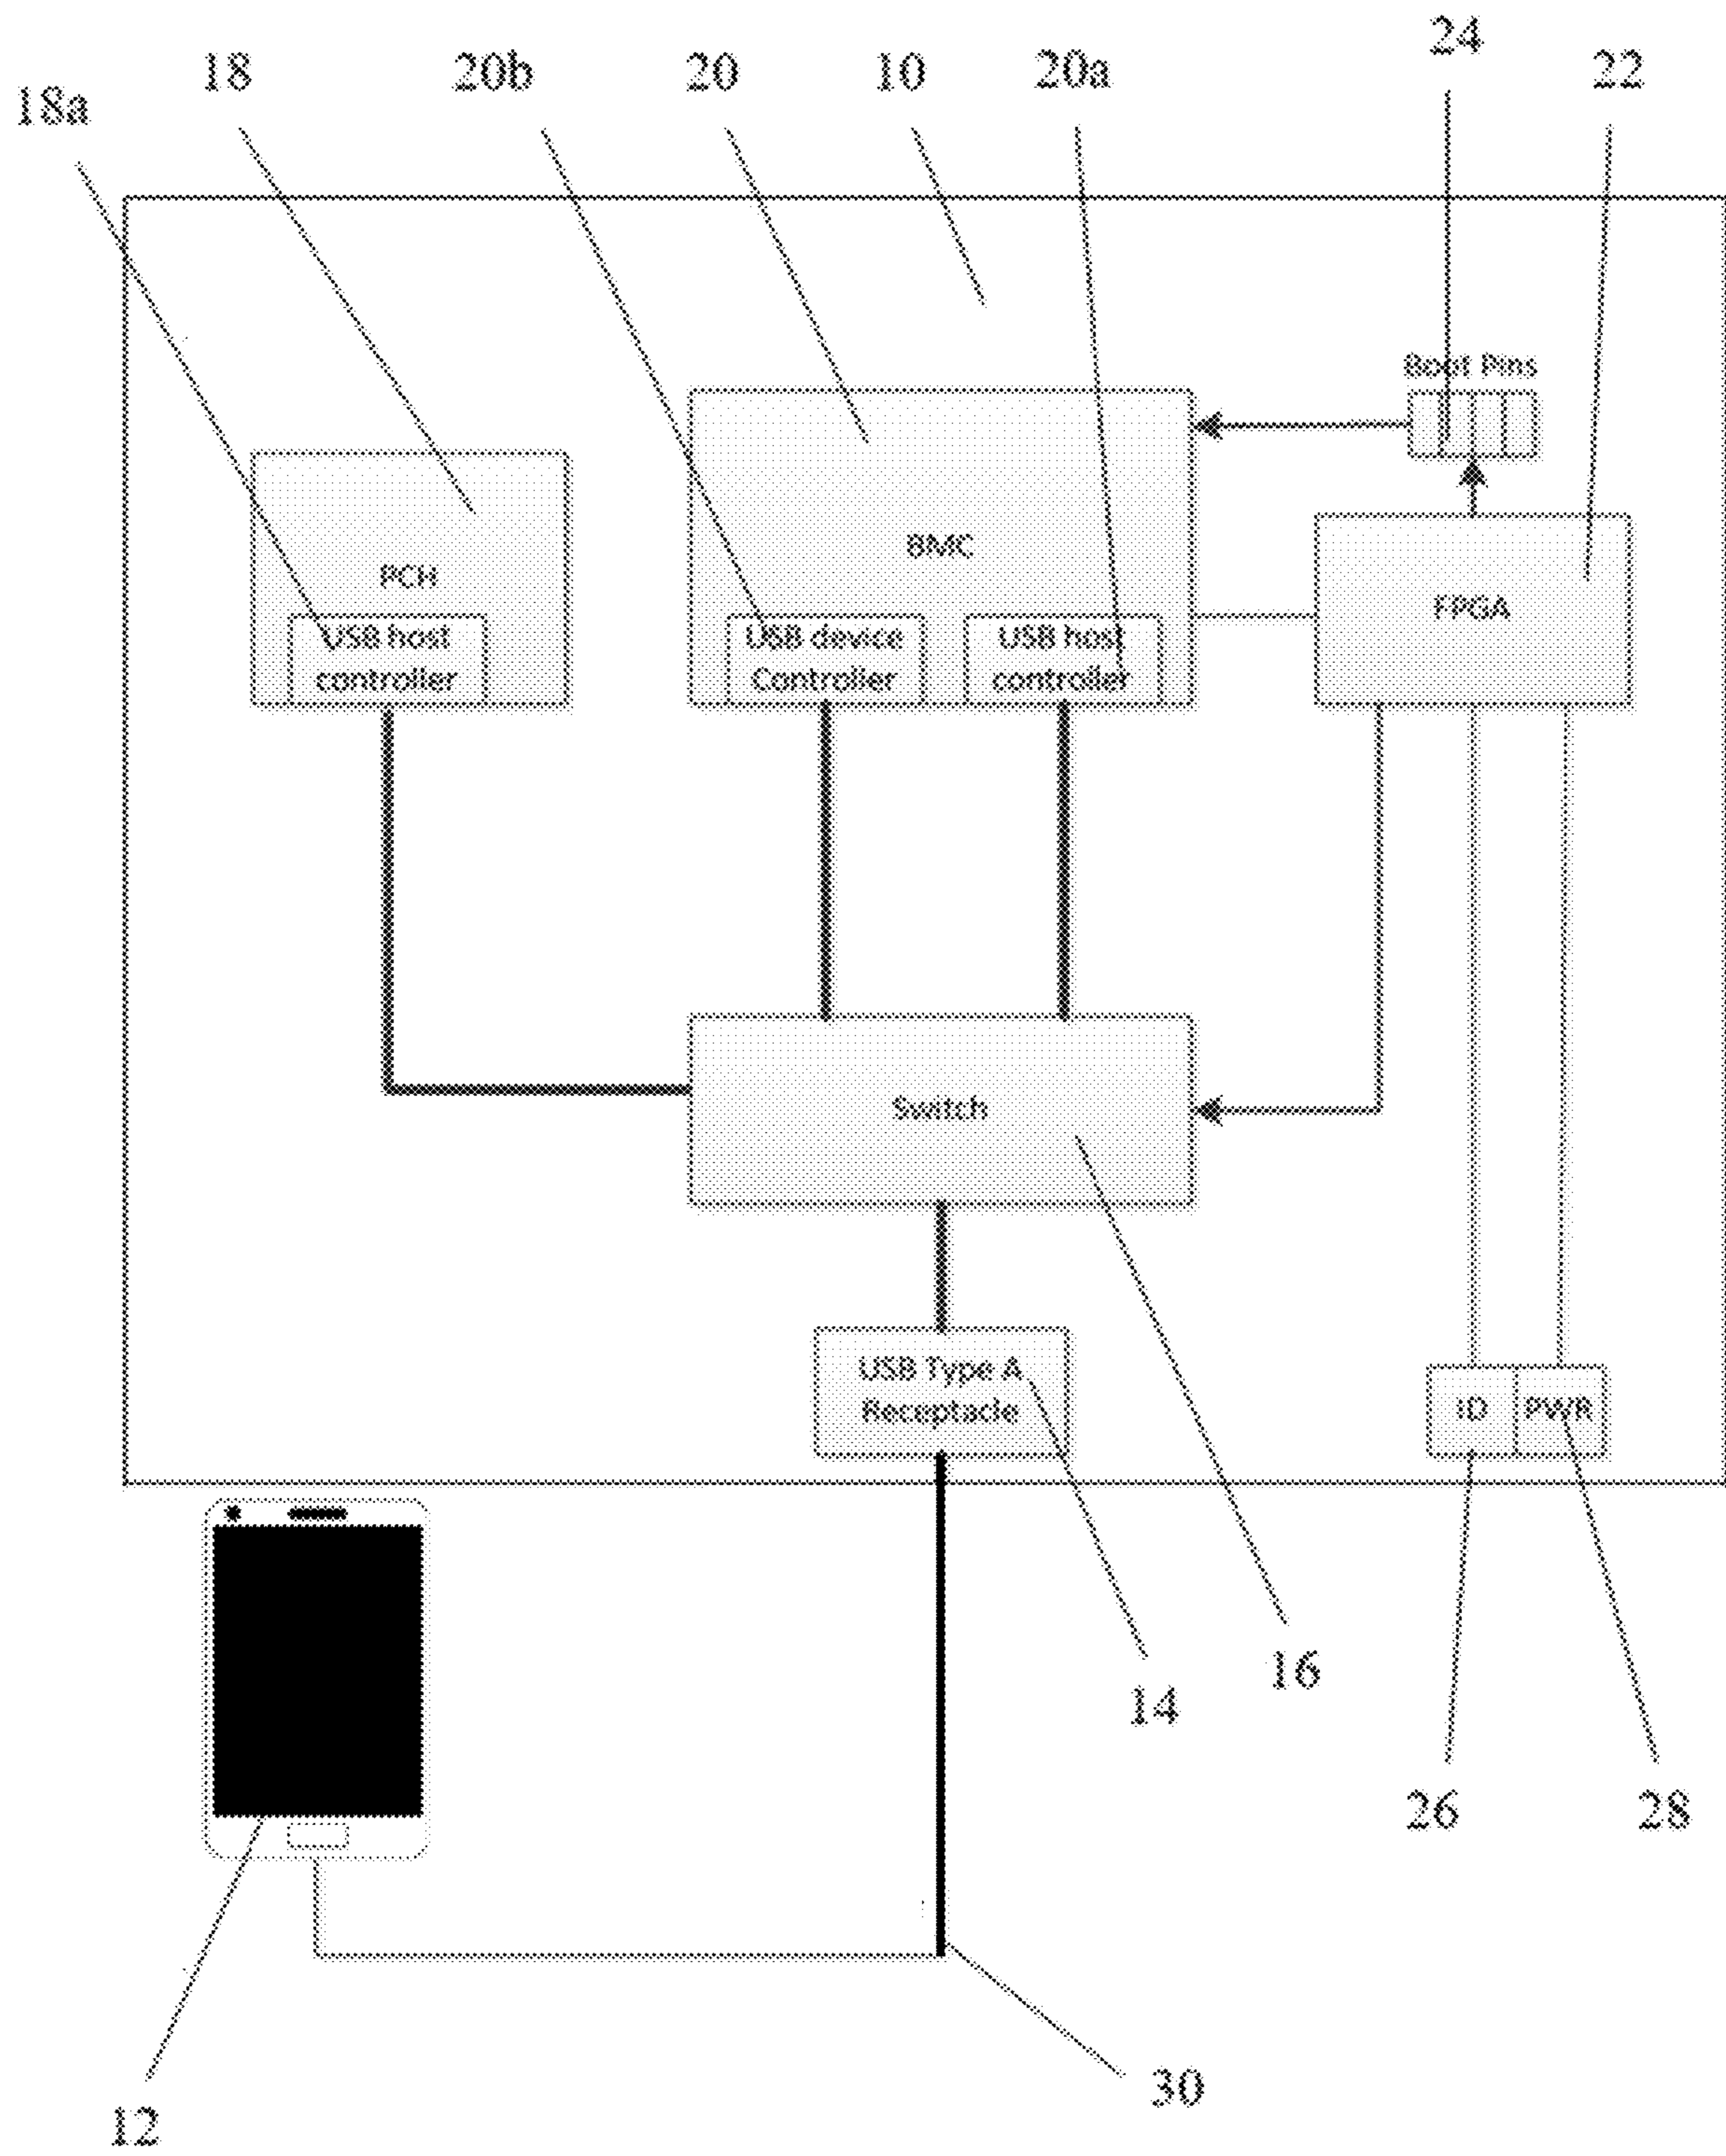 24
18 20b 20 10 20a 22
18a
Boot Pins
BMC
PCH
FPGA
USB host
controller
USB device
Controller
USB host
controller
Switch
USB Type A
Receptacle
ID PWR
16
14
26 28
30
12